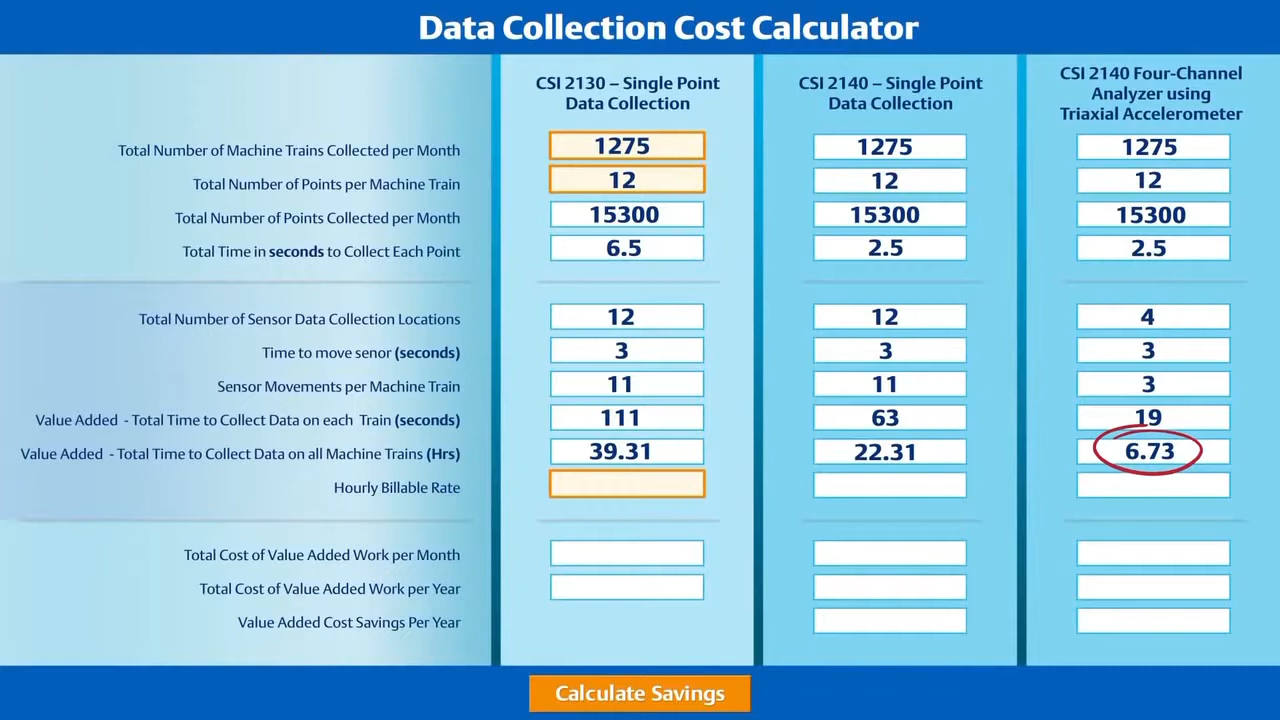 Data Collection Cost Calculator
CSI 2130 – Single Point
Data Collection
CSI 2140 – Single Point
Data Collection
CSI 2140 Four-Channel
Analyzer using
Triaxial Accelerometer
Total Number of Machine Trains Collected per Month 1275 1275 1275
Total Number of Points per Machine Train 12 12 12
Total Number of Points Collected per Month 15300 15300 15300
Total Time in seconds to Collect Each Point 6.5 2.5 2.5
Total Number of Sensor Data Collection Locations 12 12 4
Time to move senor (seconds) 3 3 3
Sensor Movements per Machine Train 11 11 3
Value Added - Total Time to Collect Data on each Train (seconds) 111 63 19
Value Added - Total Time to Collect Data on all Machine Trains (Hrs) 39.31 22.31 6.73
Hourly Billable Rate
Total Cost of Value Added Work per Month
Total Cost of Value Added Work per Year
Value Added Cost Savings Per Year
Calculate Savings